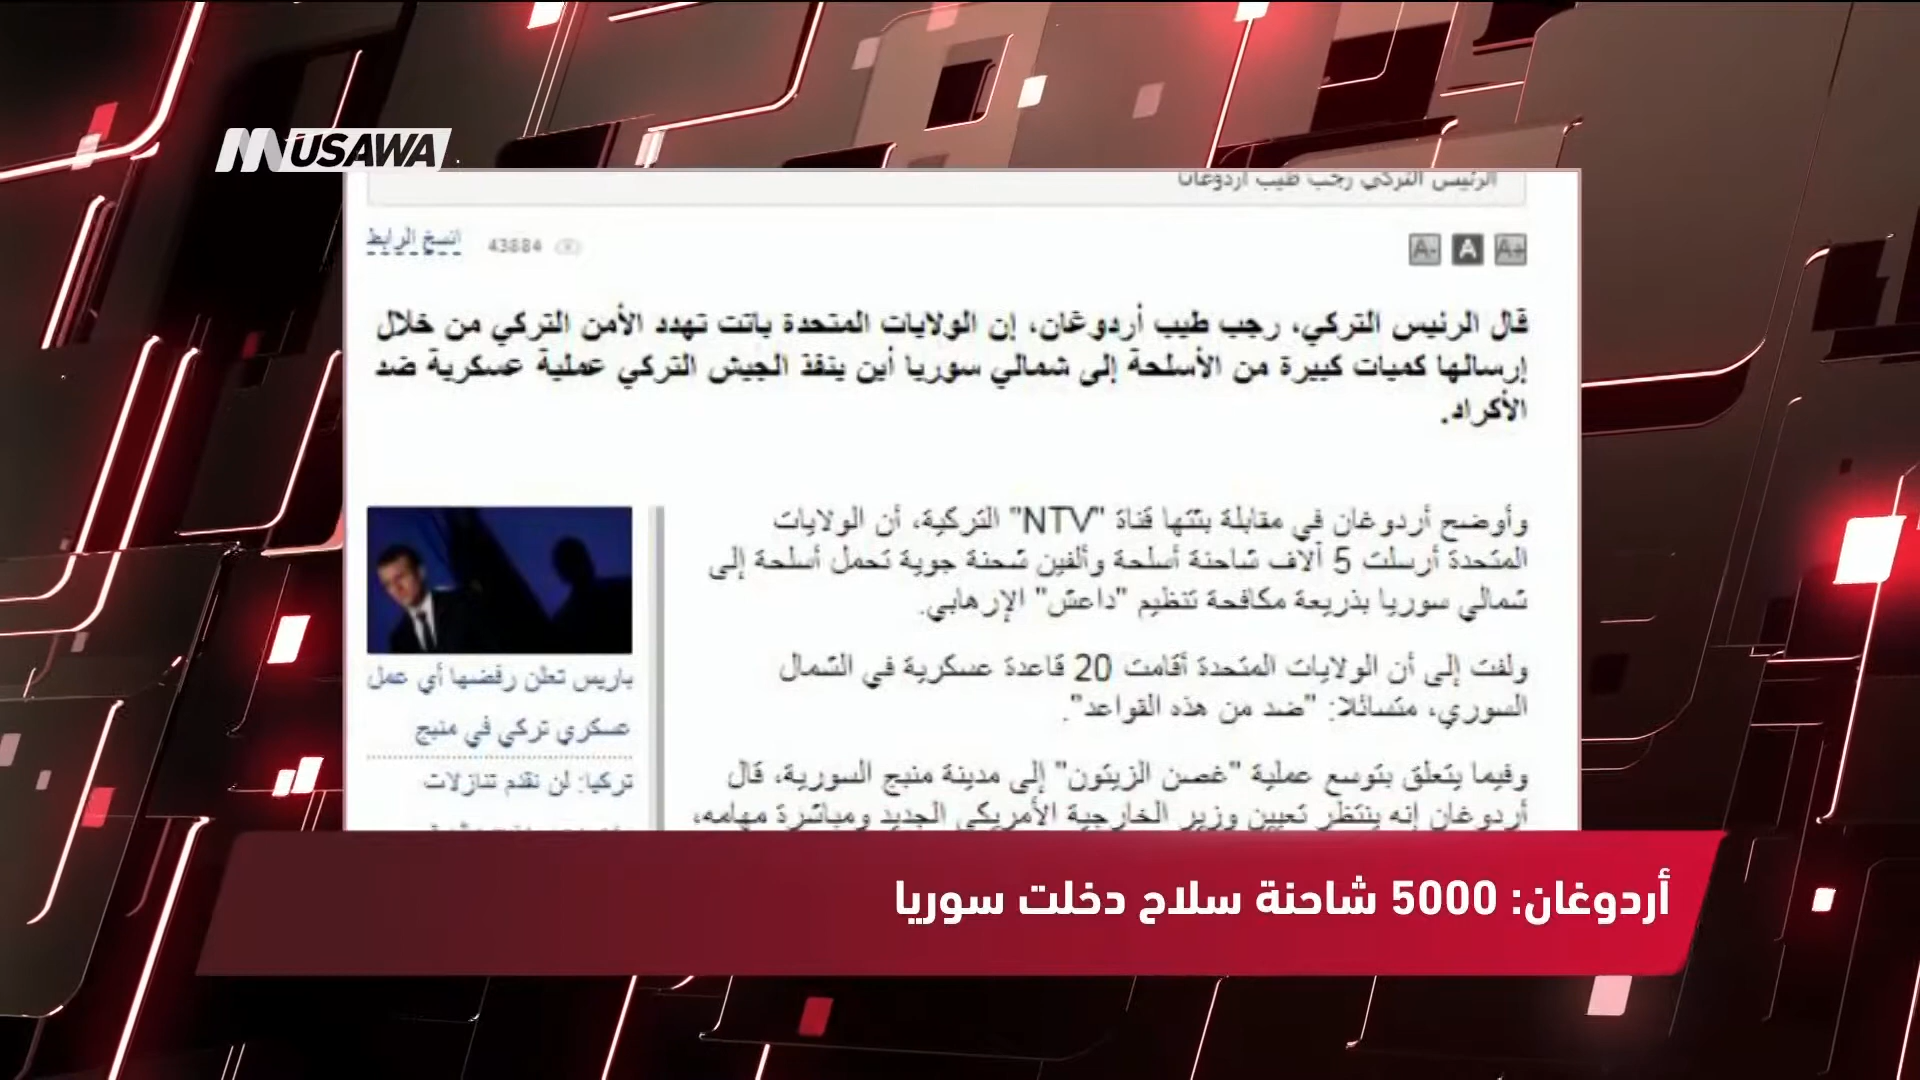 MUSAWA
الرئيس التركي رجب طيب أردوغان
A- A A+
43884 انسخ الرابط
قال الرئيس التركي، رجب طيب أردوغان، إن الولايات المتحدة باتت تهدد الأمن التركي من خلال
إرسالها كميات كبيرة من الأسلحة إلى شمالي سوريا أين ينفذ الجيش التركي عملية عسكرية ضد
الأكراد.
وأوضح أردوغان في مقابلة بثتها قناة "NTV" التركية، أن الولايات
المتحدة أرسلت 5 آلاف شاحنة أسلحة وألفين شحنة جوية تحمل أسلحة إلى
شمالي سوريا بذريعة مكافحة تنظيم "داعش" الإرهابي.
ولفت إلى أن الولايات المتحدة أقامت 20 قاعدة عسكرية في الشمال
السوري، متسائلا: "ضد من هذه القواعد".
وفيما يتعلق بتوسع عملية "غصن الزيتون" إلى مدينة منبج السورية، قال
أردوغان إنه ينتظر تعيين وزير الخارجية الأمريكي الجديد ومباشرة مهامه،
باريس تعلن رفضها أي عمل
عسكري تركي في منبج
تركيا: لن نقدم تنازلات
أردوغان: 5000 شاحنة سلاح دخلت سوريا